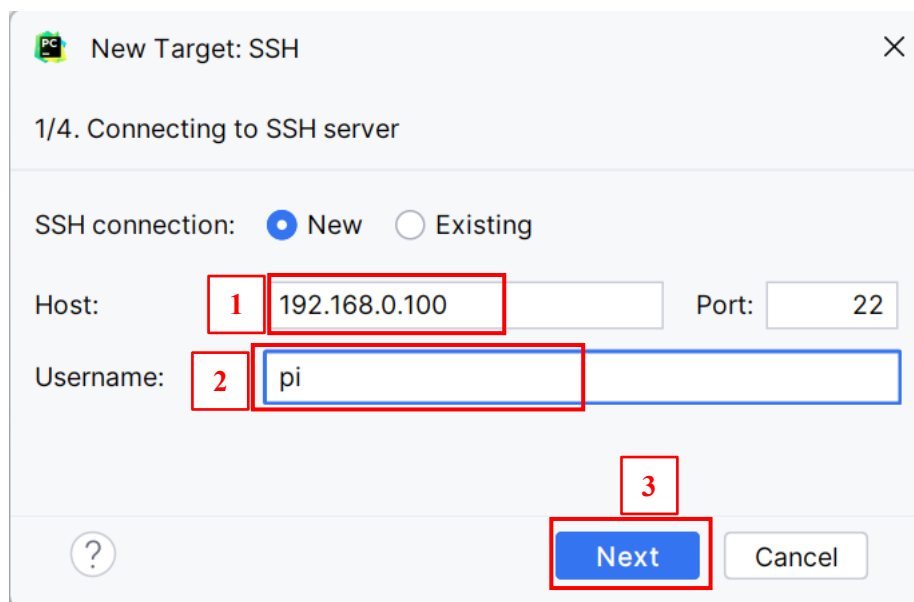 PC New Target: SSH
1/4. Connecting to SSH server
SSH connection: New Existing
Host: 1 192.168.0.100 Port: 22
Username: 2 pi
3
? Next Cancel